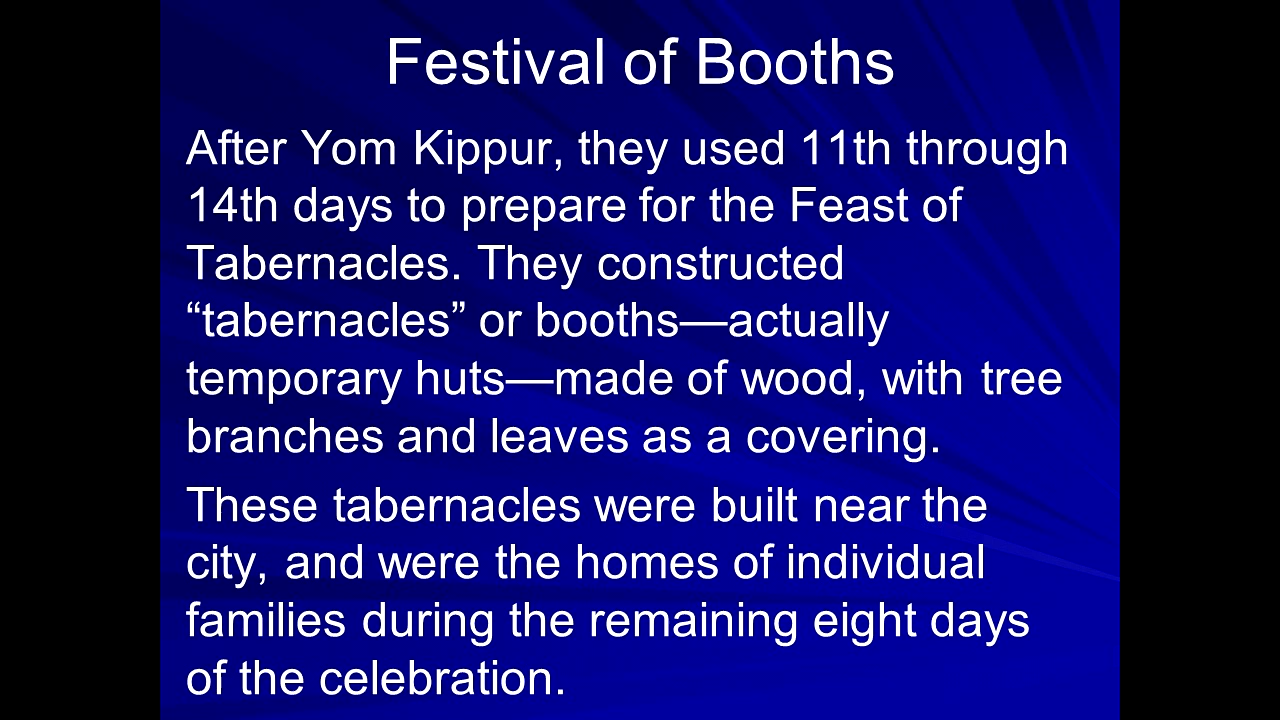 Festival of Booths
After Yom Kippur, they used 11th through
14th days to prepare for the Feast of
Tabernacles. They constructed
“tabernacles” or booths—actually
temporary huts—made of wood, with tree
branches and leaves as a covering.
These tabernacles were built near the
city, and were the homes of individual
families during the remaining eight days
of the celebration.